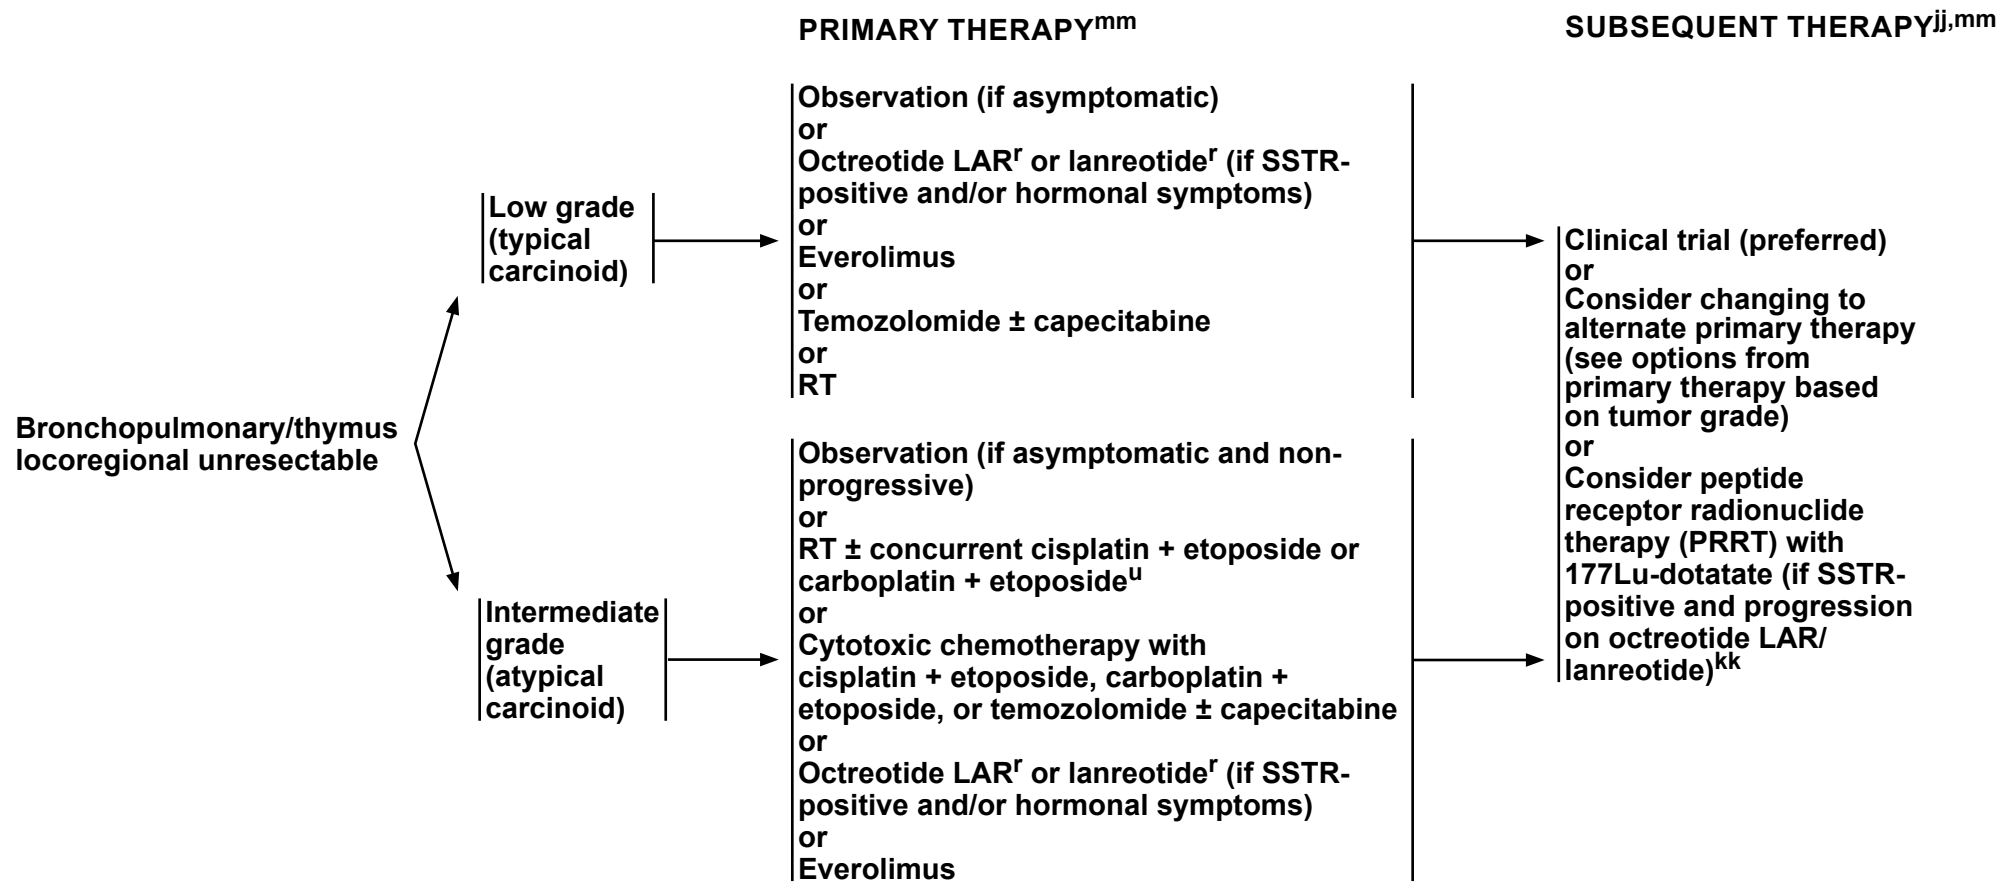 PRIMARY THERAPYmm
SUBSEQUENT THERAPYjj,mm
Bronchopulmonary/thymus
locoregional unresectable
Low grade
(typical
carcinoid)
Observation (if asymptomatic)
or
Octreotide LARr or lanreotider (if SSTR-
positive and/or hormonal symptoms)
or
Everolimus
or
Temozolomide ± capecitabine
or
RT
Intermediate
grade
(atypical
carcinoid)
Observation (if asymptomatic and non-
progressive)
or
RT ± concurrent cisplatin + etoposide or
carboplatin + etoposideu
or
Cytotoxic chemotherapy with
cisplatin + etoposide, carboplatin +
etoposide, or temozolomide ± capecitabine
or
Octreotide LARr or lanreotider (if SSTR-
positive and/or hormonal symptoms)
or
Everolimus
Clinical trial (preferred)
or
Consider changing to
alternate primary therapy
(see options from
primary therapy based
on tumor grade)
or
Consider peptide
receptor radionuclide
therapy (PRRT) with
177Lu-dotatate (if SSTR-
positive and progression
on octreotide LAR/
lanreotide)kk